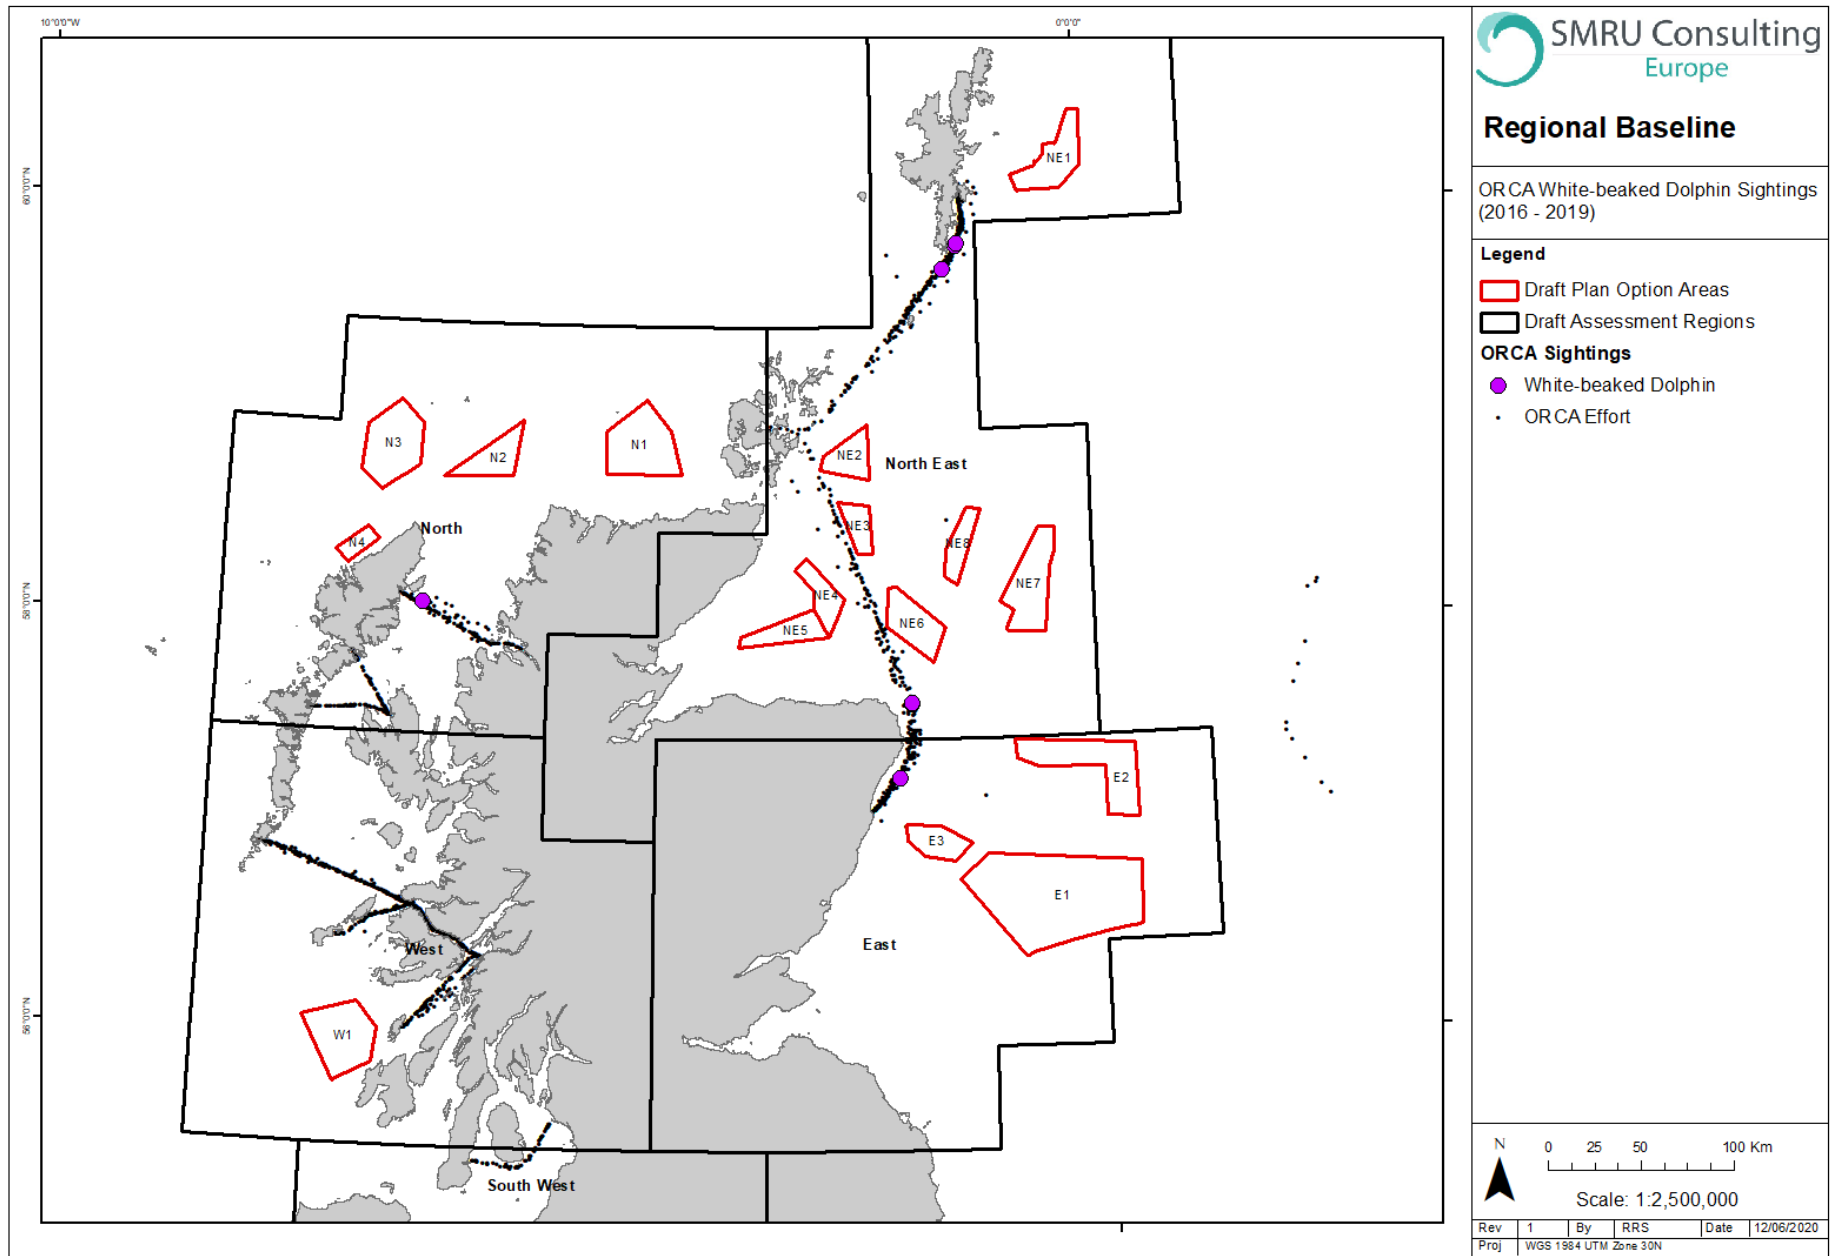 10°0'0"W
0°0'0"
60°0'0"N
58°0'0"N
56°0'0"N
NE1
N3
N2
N1
NE2
North East
North
N4
NE3
NE8
NE7
NE4
NE5
NE6
E2
E3
E1
East
West
W1
South West
SMRU Consulting
Europe
Regional Baseline
ORCA White-beaked Dolphin Sightings
(2016 - 2019)
Legend
Draft Plan Option Areas
Draft Assessment Regions
ORCA Sightings
White-beaked Dolphin
ORCA Effort
N
0 25 50 100 Km
Scale: 1:2,500,000
Rev 1 By RRS Date 12/06/2020
Proj WGS 1984 UTM Zone 30N